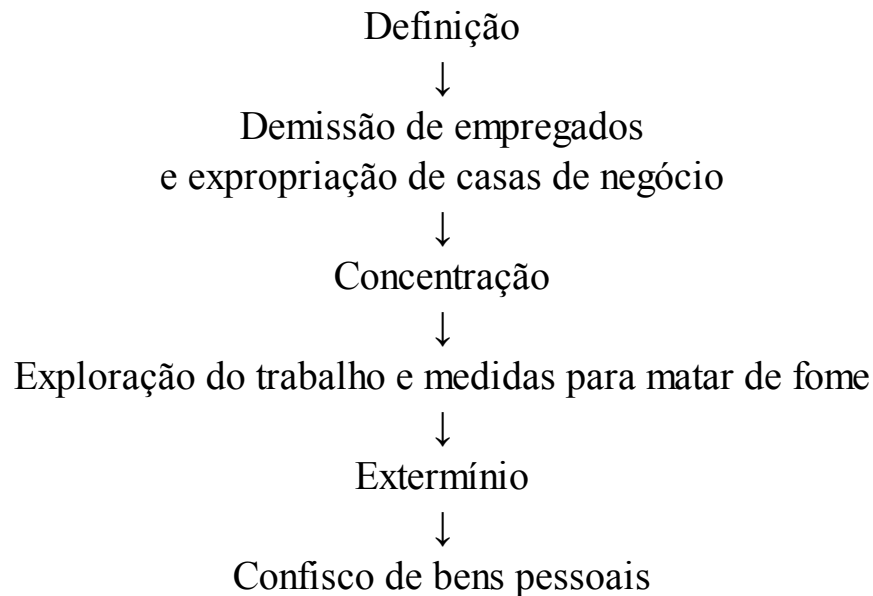 Definição
↓
Demissão de empregados
e expropriação de casas de negócio
↓
Concentração
↓
Exploração do trabalho e medidas para matar de fome
↓
Extermínio
↓
Confisco de bens pessoais